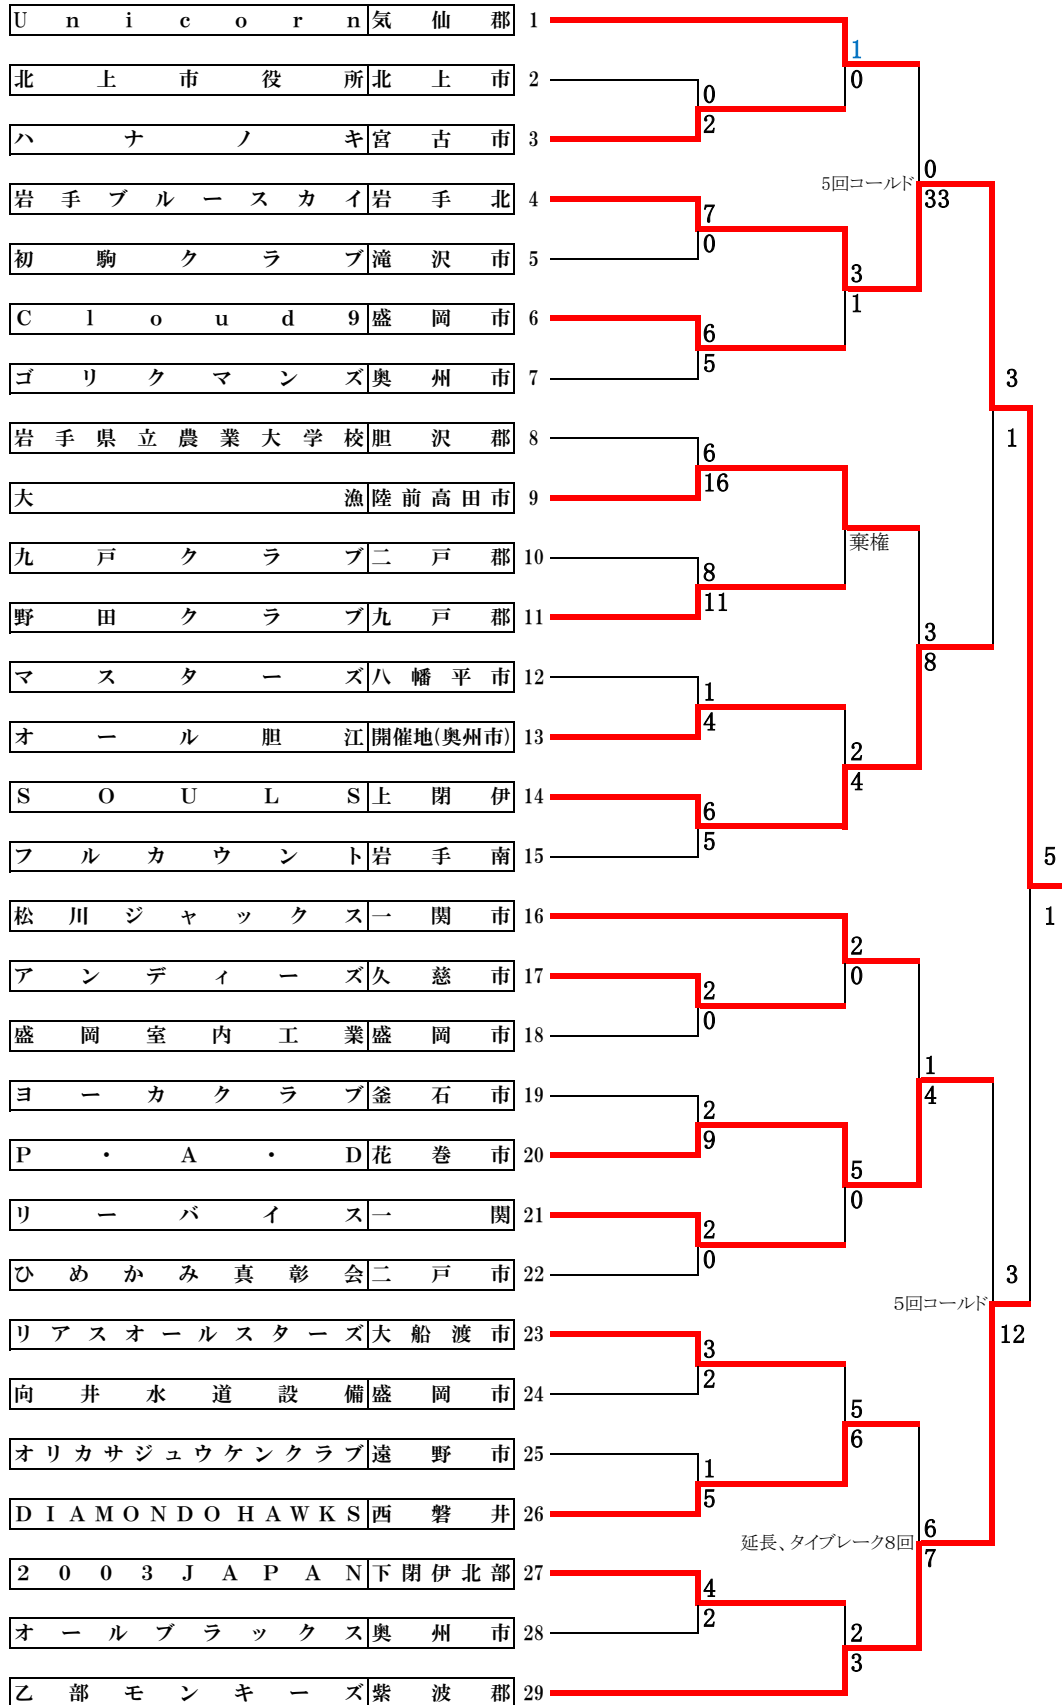 Unicorn 気仙郡 1
1
北上市役所 北上市 2
0
0
ハナノキ 宮古市 3
2
0
5回コールド
33
岩手ブルースカイ 岩手北 4
7
0
初駒クラブ 滝沢市 5
3
1
Cloud9 盛岡市 6
6
5
ゴリクマンズ 奥州市 7
3
1
岩手県立農業大学校 胆沢郡 8
6
16
大漁 陸前高田市 9
棄権
九戸クラブ 二戸郡 10
8
11
野田クラブ 九戸郡 11
3
8
マスターズ 八幡平市 12
1
4
オール胆江 開催地(奥州市) 13
2
4
SOULS 上閉伊 14
6
5
フルカウント 岩手南 15
5
1
松川ジャックス 一関市 16
2
0
アンディーズ 久慈市 17
2
0
盛岡室内工業 盛岡市 18
1
4
ヨーカクラブ 釜石市 19
2
9
P・A・D 花巻市 20
5
0
リーバイス 一関 21
2
0
ひめかみ真彰会 二戸市 22
3
5回コールド
12
リアスオールスターズ 大船渡市 23
3
2
向井水道設備 盛岡市 24
5
6
オリカサジュウケンクラブ 遠野市 25
1
5
DIAMONDOHAWKS 西磐井 26
6
延長、タイブレーク8回
7
2003JAPAN 下閉伊北部 27
4
2
オールブラックス 奥州市 28
2
3
乙部モンキーズ 紫波郡 29